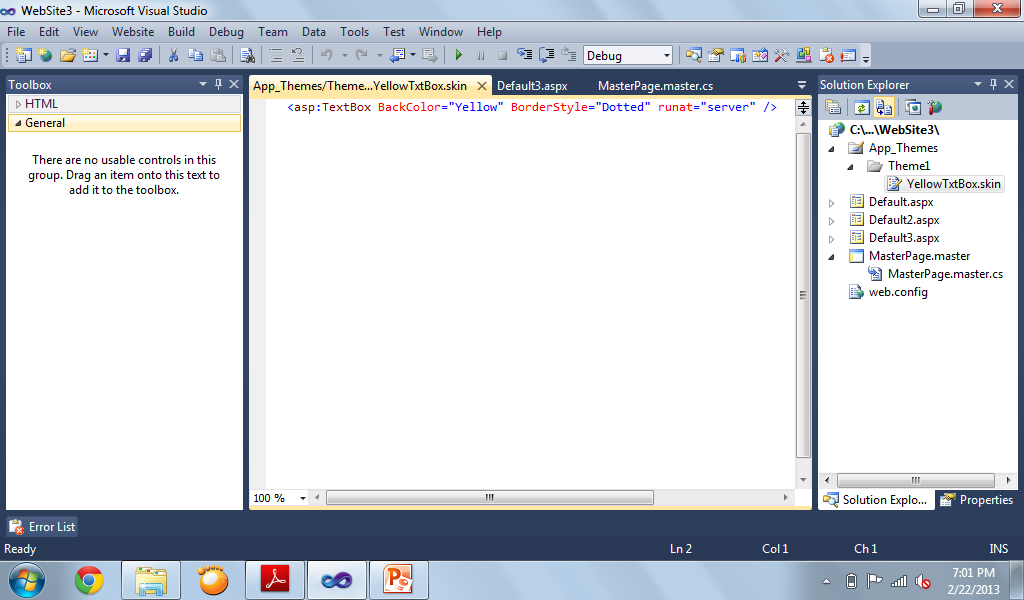 WebSite3 - Microsoft Visual Studio
File Edit View Website Build Debug Team Data Tools Test Window Help
Debug
Toolbox
HTML
General
There are no usable controls in this
group. Drag an item onto this text to
add it to the toolbox.
App_Themes/Theme...YellowTxtBox.skin Default3.aspx MasterPage.master.cs
<asp:TextBox BackColor="Yellow" BorderStyle="Dotted" runat="server" />
100 %
Solution Explorer
C:\...\WebSite3\
App_Themes
Theme1
YellowTxtBox.skin
Default.aspx
Default2.aspx
Default3.aspx
MasterPage.master
MasterPage.master.cs
web.config
Solution Explo... Properties
Error List
Ready Ln 2 Col 1 Ch 1 INS
7:01 PM
2/22/2013